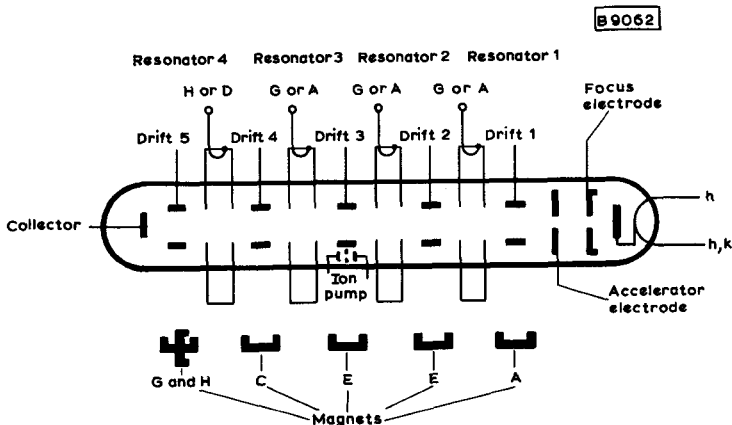 B9062
Resonator 4 Resonator 3 Resonator 2 Resonator 1
H or D G or A G or A G or A
Focus
electrode
Drift 5 Drift 4 Drift 3 Drift 2 Drift 1
Collector
h
h,k
Ion
pump
Accelerator
electrode
G and H C E E A
Magnets